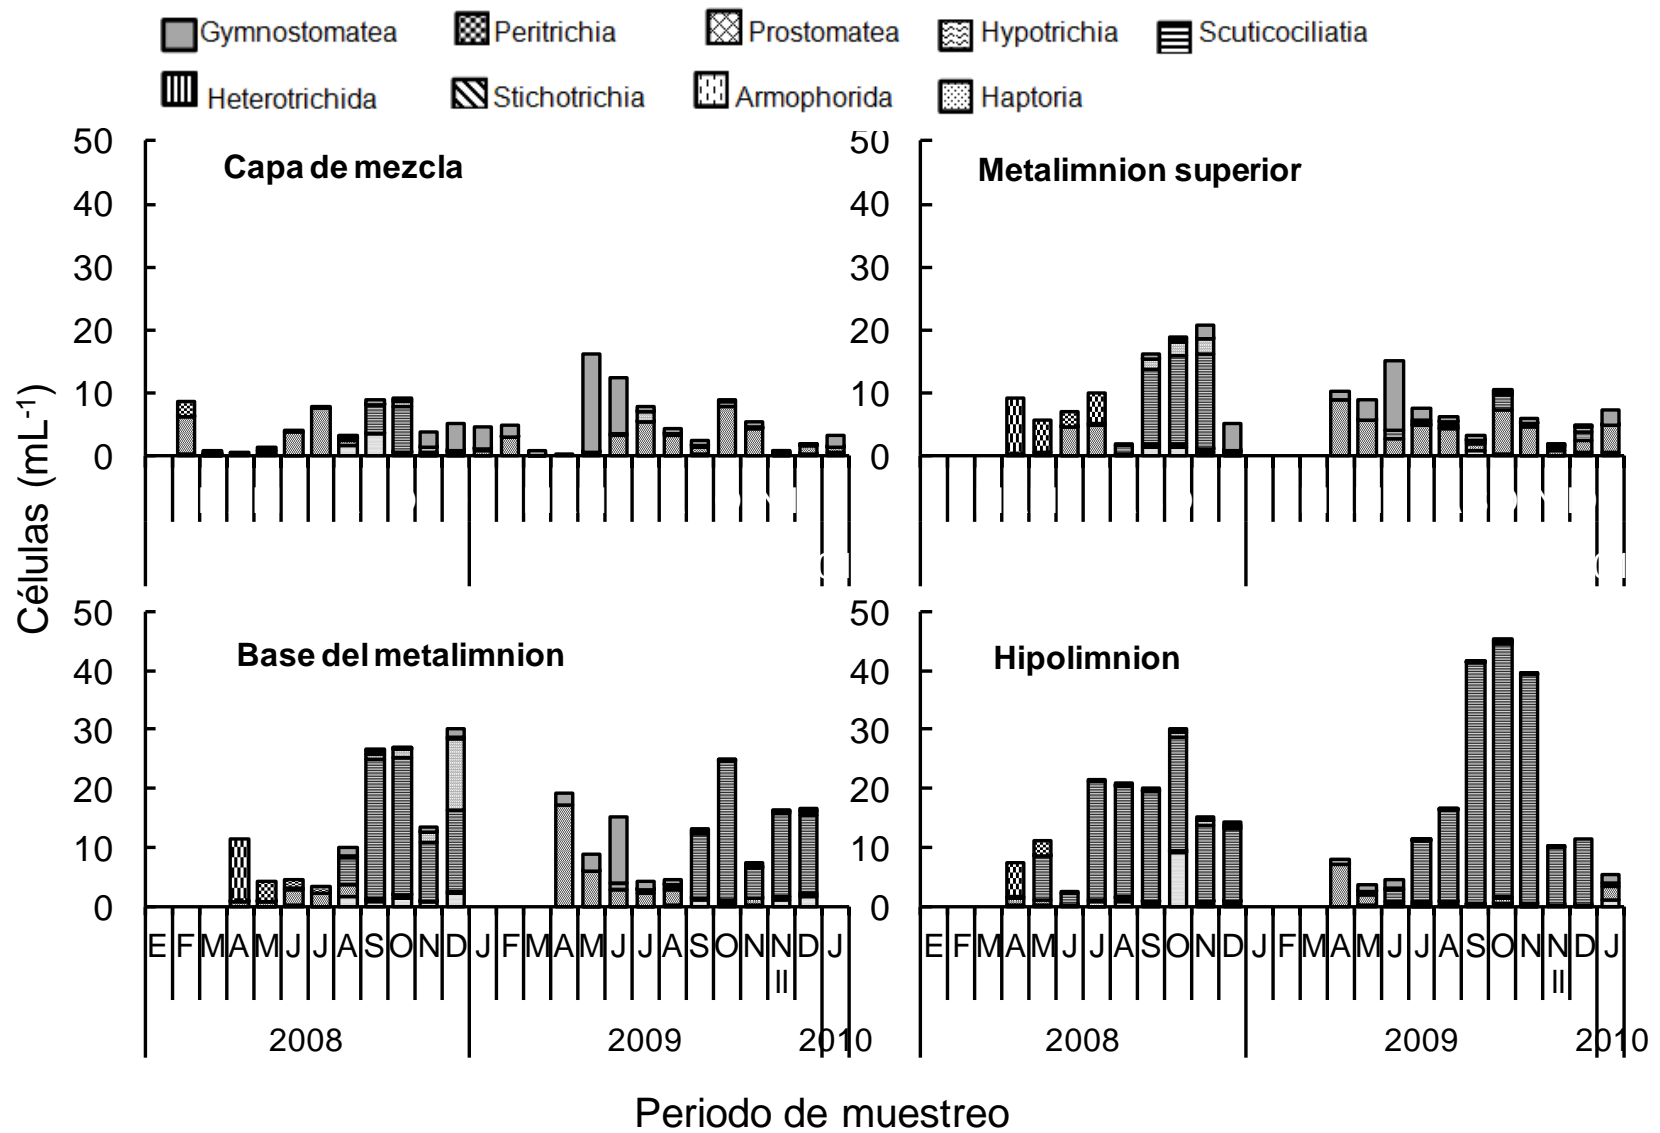 Gymnostomatea Peritrichia Prostomatea Hypotrichia Scuticociliatia
Heterotrichida Stichotrichia Armophorida Haptoria
Células (mL-1)
Capa de mezcla
50
40
30
20
10
0
Metalimnion superior
50
40
30
20
10
0
Base del metalimnion
50
40
30
20
10
0
E F M A M J J A S O N D J F M A M J J A S O N N II D J
2008 2009 2010
Hipolimnion
50
40
30
20
10
0
E F M A M J J A S O N D J F M A M J J A S O N N II D J
2008 2009 2010
Periodo de muestreo